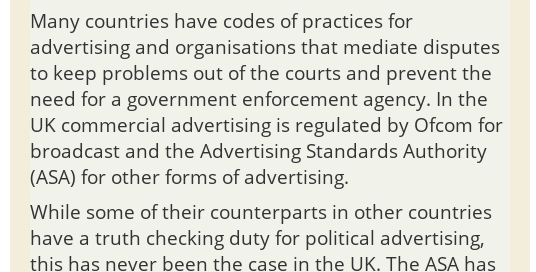 Many countries have codes of practices for
advertising and organisations that mediate disputes
to keep problems out of the courts and prevent the
need for a government enforcement agency. In the
UK commercial advertising is regulated by Ofcom for
broadcast and the Advertising Standards Authority
(ASA) for other forms of advertising.
While some of their counterparts in other countries
have a truth checking duty for political advertising,
this has never been the case in the UK. The ASA has